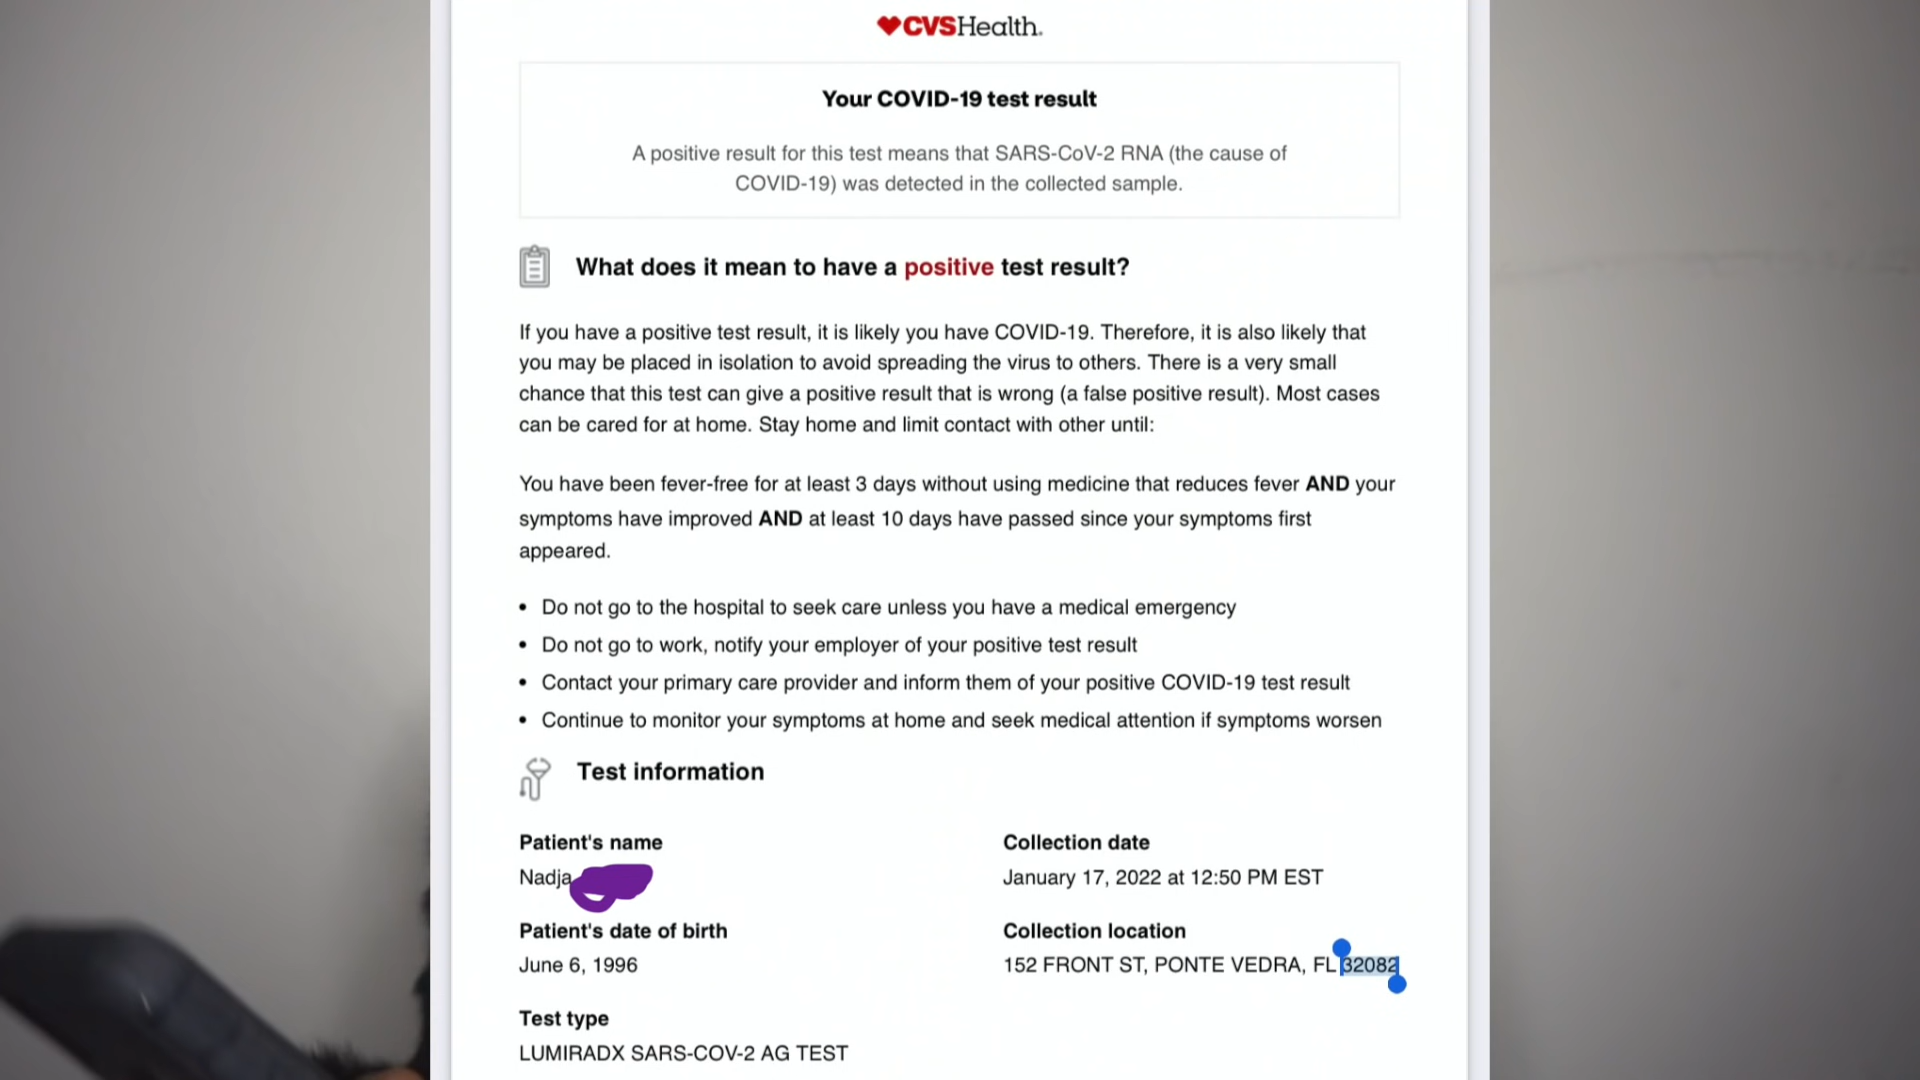 CVSHealth.
Your COVID-19 test result
A positive result for this test means that SARS-CoV-2 RNA (the cause of
COVID-19) was detected in the collected sample.
What does it mean to have a positive test result?
If you have a positive test result, it is likely you have COVID-19. Therefore, it is also likely that
you may be placed in isolation to avoid spreading the virus to others. There is a very small
chance that this test can give a positive result that is wrong (a false positive result). Most cases
can be cared for at home. Stay home and limit contact with other until:
You have been fever-free for at least 3 days without using medicine that reduces fever AND your
symptoms have improved AND at least 10 days have passed since your symptoms first
appeared.
• Do not go to the hospital to seek care unless you have a medical emergency
• Do not go to work, notify your employer of your positive test result
• Contact your primary care provider and inform them of your positive COVID-19 test result
• Continue to monitor your symptoms at home and seek medical attention if symptoms worsen
Test information
Patient's name
Nadja
Collection date
January 17, 2022 at 12:50 PM EST
Patient's date of birth
June 6, 1996
Collection location
152 FRONT ST, PONTE VEDRA, FL 32082
Test type
LUMIRADX SARS-COV-2 AG TEST